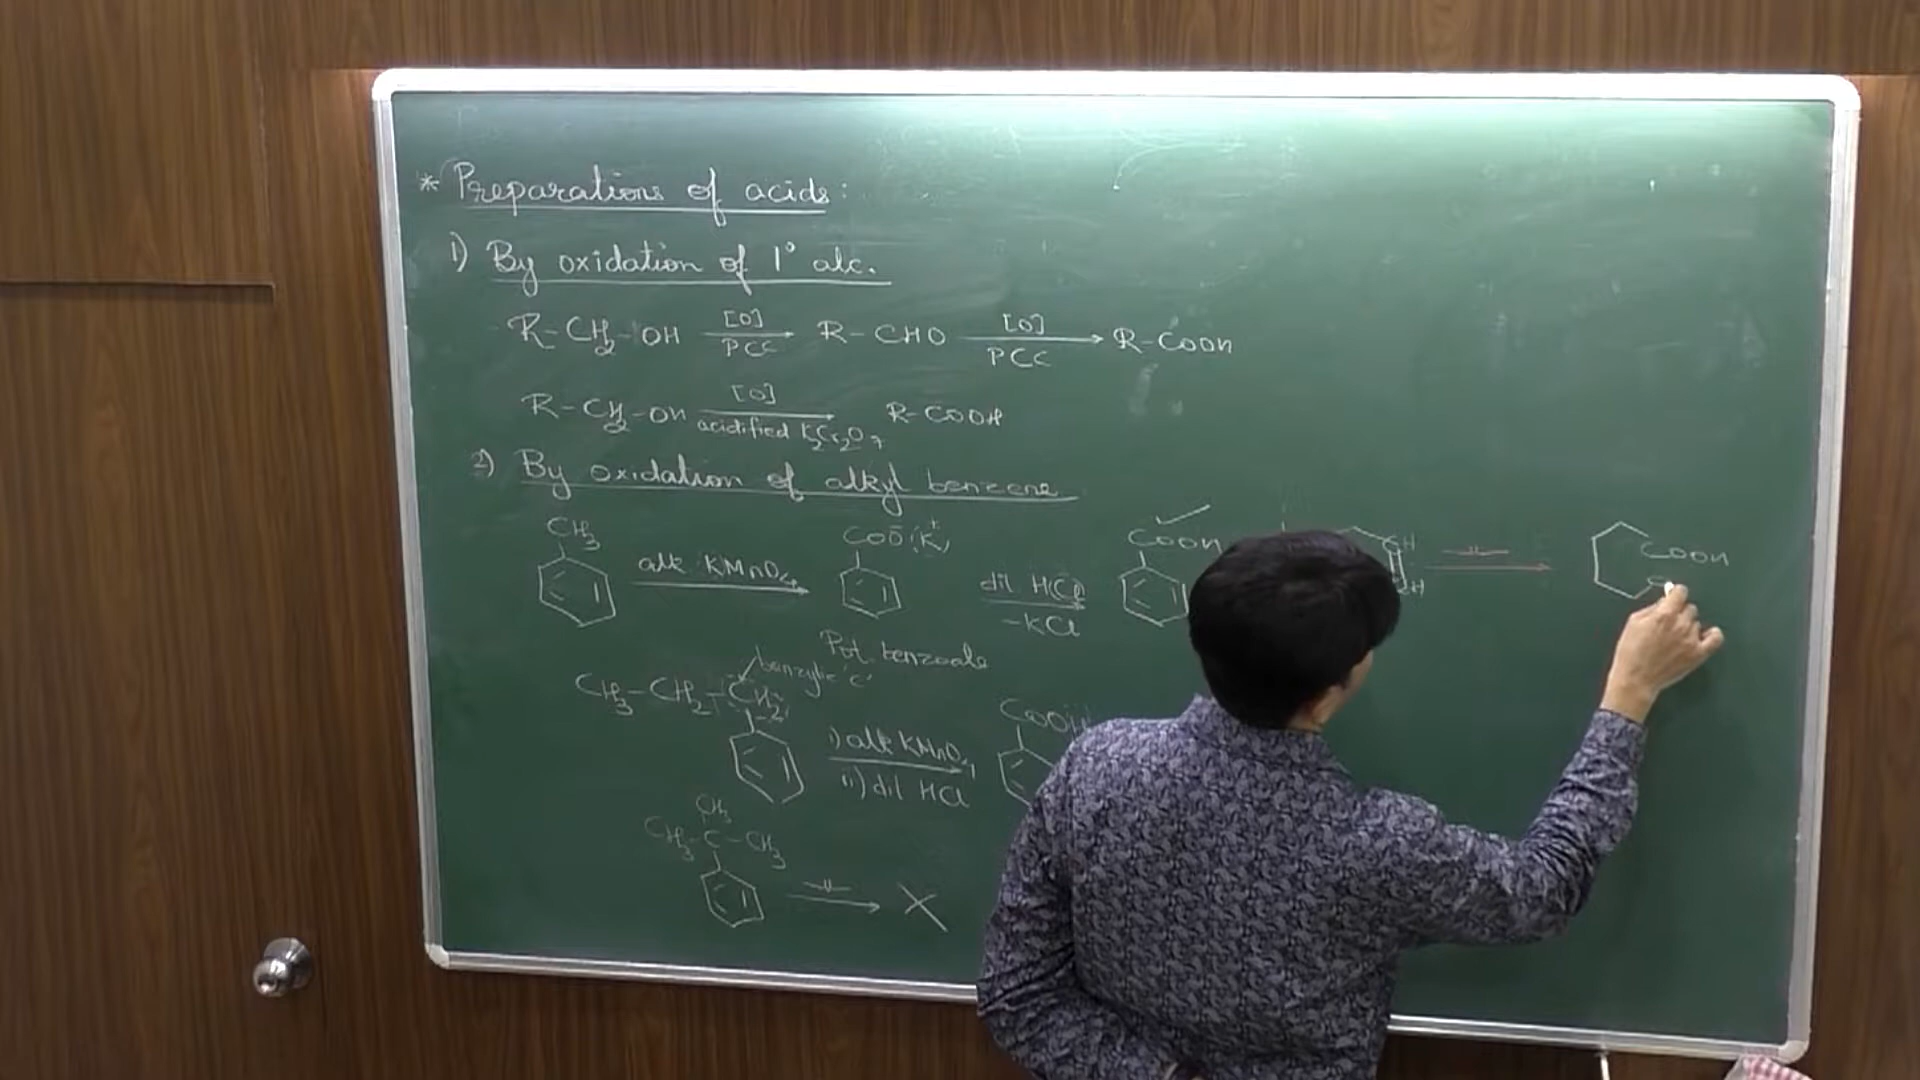 * Preparations of acids:
1) By oxidation of 1° alc.
R-CH₂-OH [O] PCC R-CHO [O] PCC R-COOH
R-CH₂-OH [O] acidified K₂Cr₂O₇ R-COOH
2) By oxidation of alkyl benzene
CH₃ alk KMnO₄ COO⁻(K⁺) dil HCl -KCl COOH CH CH COOH
Pot. benzoate
benzylic 'c'
CH₃-CH₂-CH₂ i) alk KMnO₄ ii) dil HCl COOH
CH₃
CH₃-C-CH₃
X